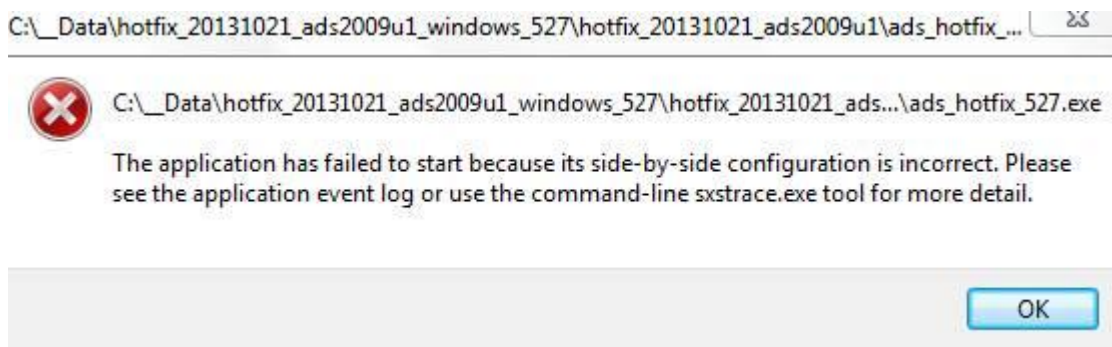 C:\__Data\hotfix_20131021_ads2009u1_windows_527\hotfix_20131021_ads2009u1\ads_hotfix_...
C:\__Data\hotfix_20131021_ads2009u1_windows_527\hotfix_20131021_ads...\ads_hotfix_527.exe
The application has failed to start because its side-by-side configuration is incorrect. Please
see the application event log or use the command-line sxstrace.exe tool for more detail.
OK